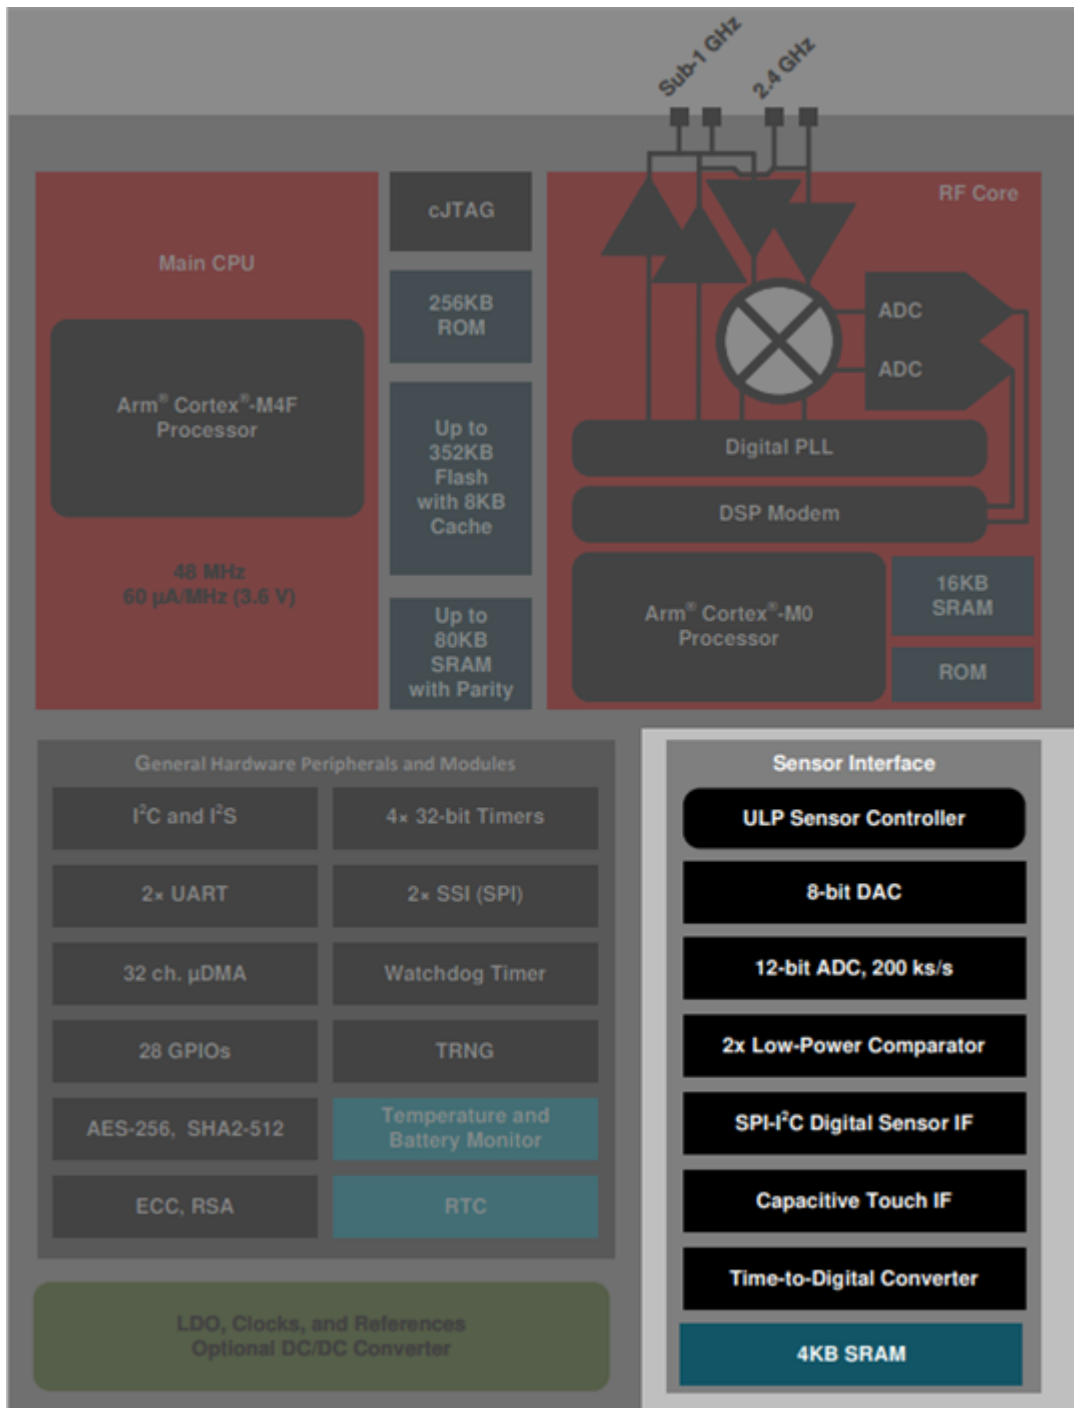 Sub-1 GHz
2.4 GHz
Main CPU
Arm® Cortex®-M4F
Processor
48 MHz
60 µA/MHz (3.6 V)
cJTAG
256KB
ROM
Up to
352KB
Flash
with 8KB
Cache
Up to
80KB
SRAM
with Parity
RF Core
ADC
ADC
Digital PLL
DSP Modem
Arm® Cortex®-M0
Processor
16KB
SRAM
ROM
General Hardware Peripherals and Modules
I²C and I²S
4× 32-bit Timers
2× UART
2× SSI (SPI)
32 ch. µDMA
Watchdog Timer
28 GPIOs
TRNG
AES-256, SHA2-512
Temperature and
Battery Monitor
ECC, RSA
RTC
LDO, Clocks, and References
Optional DC/DC Converter
Sensor Interface
ULP Sensor Controller
8-bit DAC
12-bit ADC, 200 ks/s
2x Low-Power Comparator
SPI-I²C Digital Sensor IF
Capacitive Touch IF
Time-to-Digital Converter
4KB SRAM